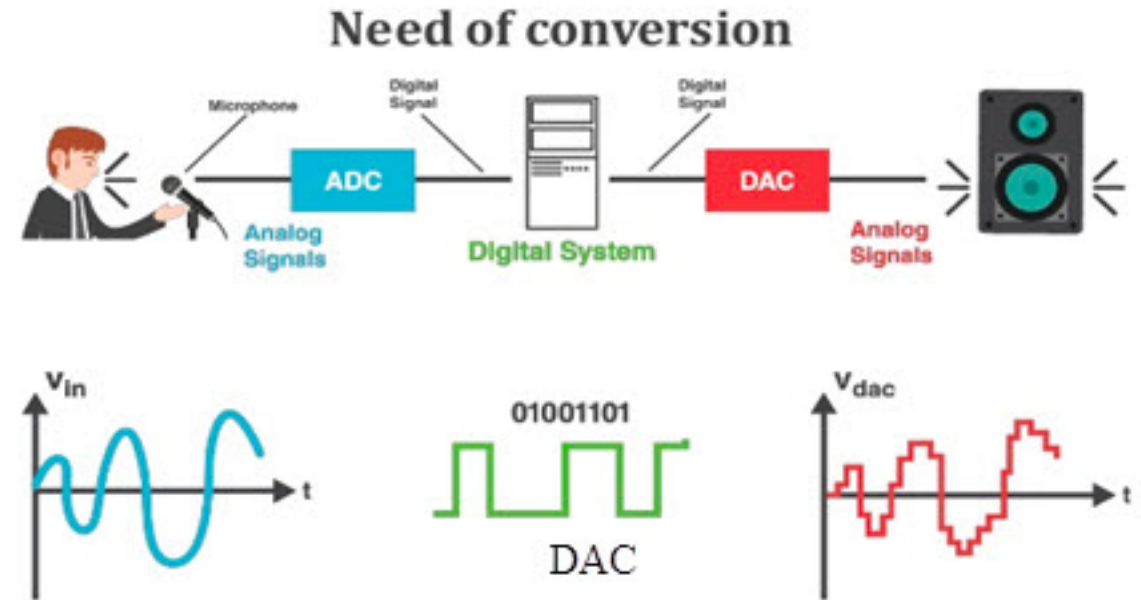 Need of conversion
Microphone
Digital
Signal
Digital
Signal
ADC
DAC
Analog
Signals
Digital System
Analog
Signals
Vin
t
01001101
DAC
Vdac
t